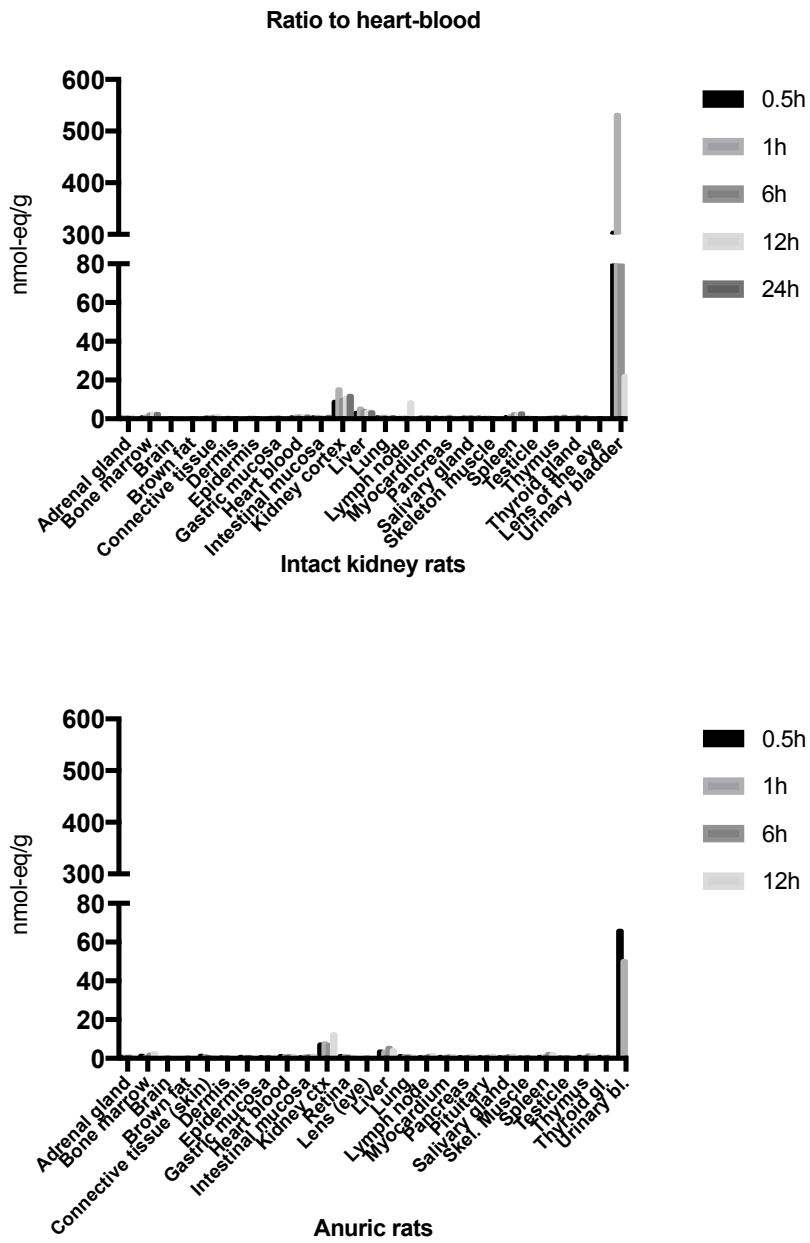 Ratio to heart-blood
600
500
400
300
80
60
40
20
0
nmol-eq/g
0.5h
1h
6h
12h
24h
Adrenal gland
Bone marrow
Brain
Brown fat
Connective tissue
Dermis
Epidermis
Gastric mucosa
Heart blood
Intestinal mucosa
Kidney cortex
Liver
Lung
Lymph node
Myocardium
Pancreas
Salivary gland
Skeleton muscle
Spleen
Testicle
Thymus
Thyroid gland
Lens of the eye
Urinary bladder
Intact kidney rats
600
500
400
300
80
60
40
20
0
nmol-eq/g
0.5h
1h
6h
12h
Adrenal gland
Bone marrow
Brain
Brown fat
Connective tissue (skin)
Dermis
Epidermis
Gastric mucosa
Heart blood
Intestinal mucosa
Kidney ctx
Retina
Lens (eye)
Liver
Lung
Lymph node
Myocardium
Pancreas
Pituitary
Salivary gland
Skel. Muscle
Spleen
Testicle
Thymus
Thyroid gl.
Urinary bl.
Anuric rats